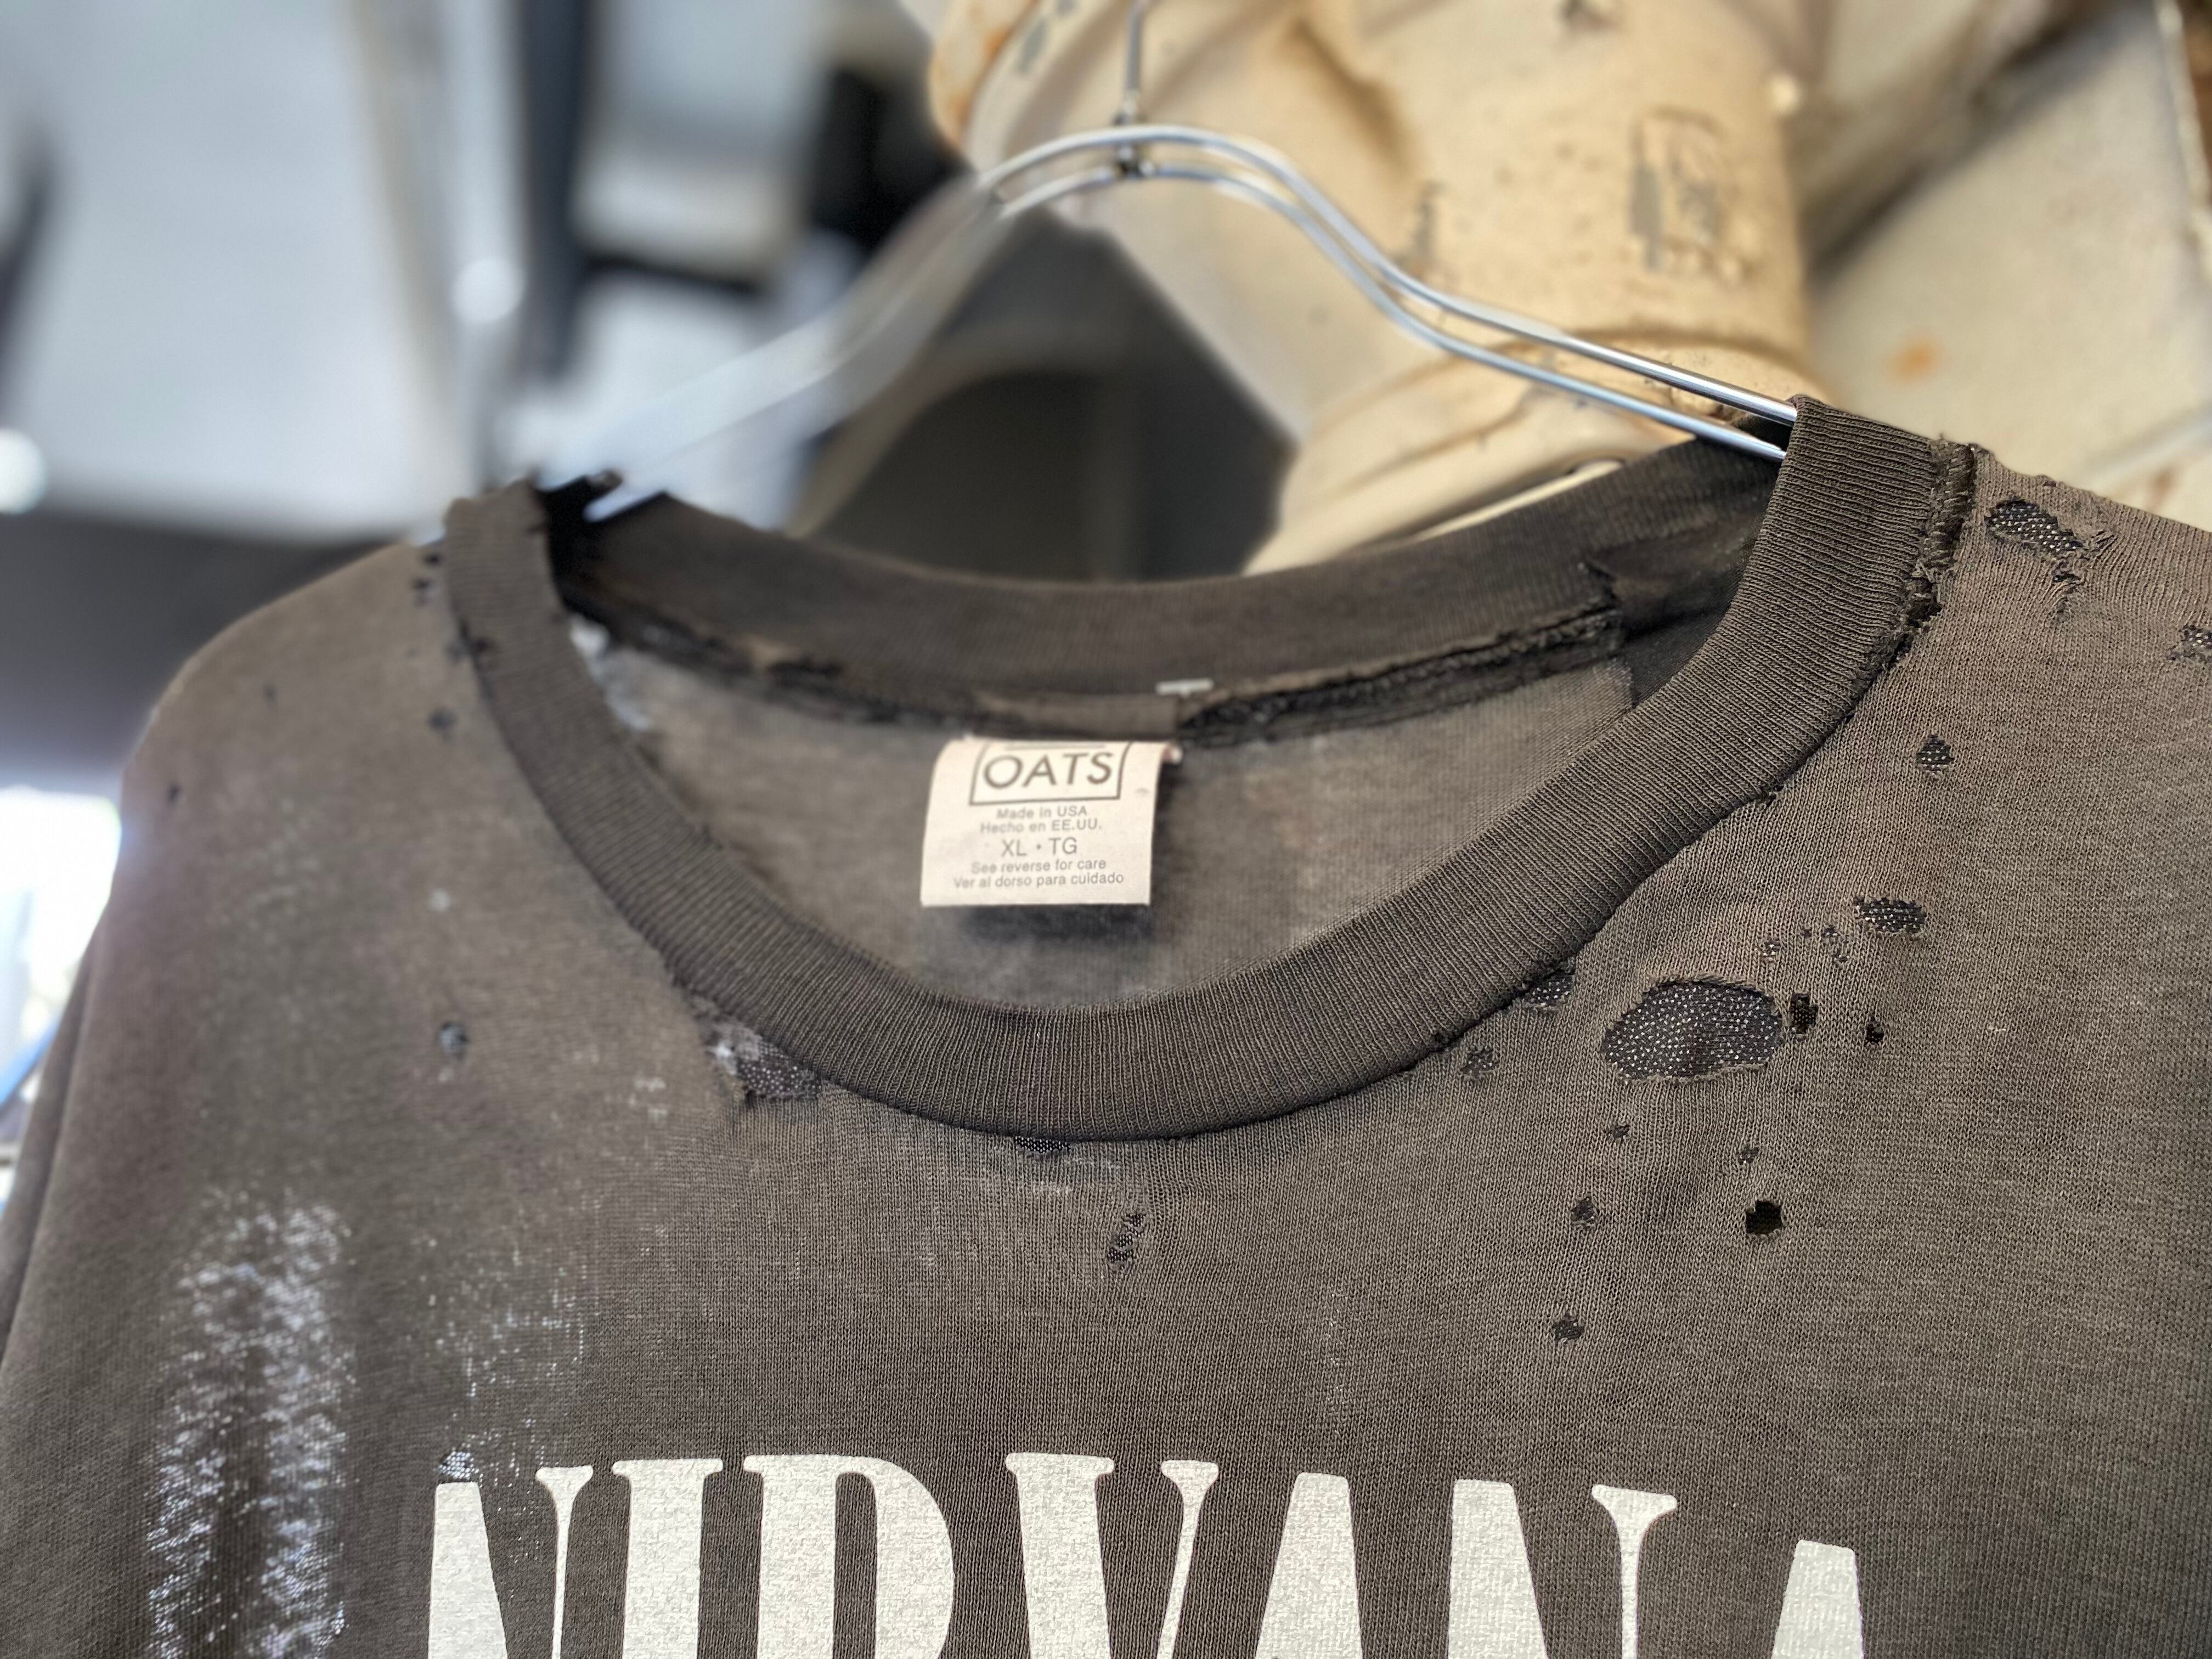 OATS
Made in USA
Hecho en EE.UU.
XL • TG
See reverse for care
Ver al dorso para cuidado
NIRVANA